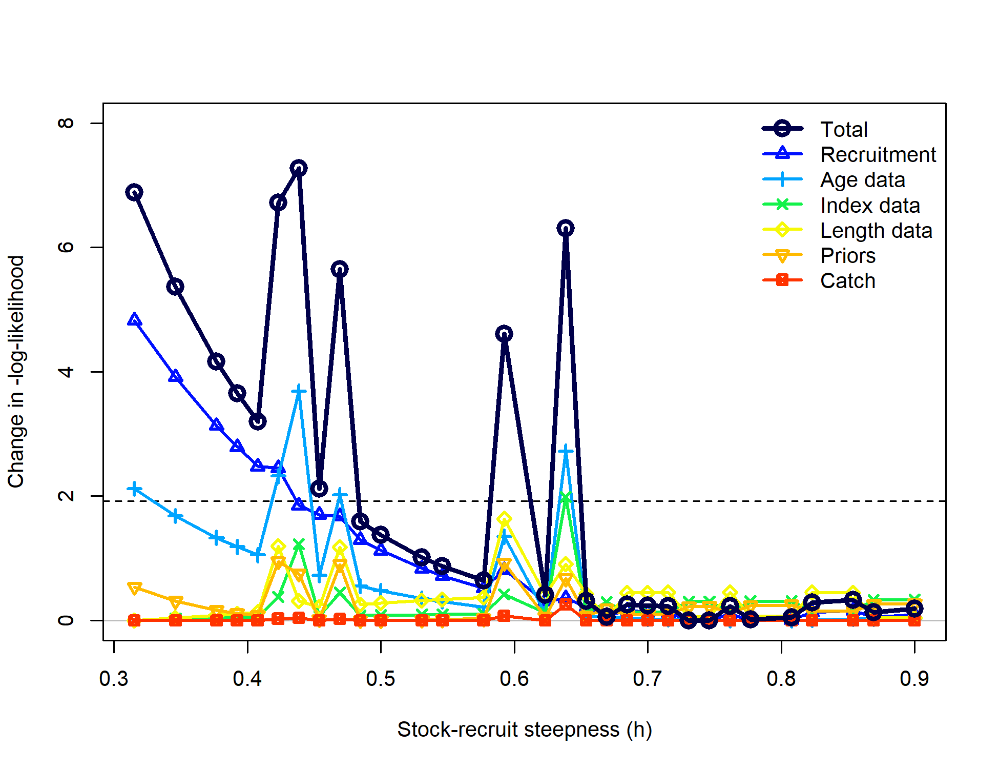 Total
Recruitment
Age data
Index data
Length data
Priors
Catch
Change in -log-likelihood
8
6
4
2
0
0.3 0.4 0.5 0.6 0.7 0.8 0.9
Stock-recruit steepness (h)